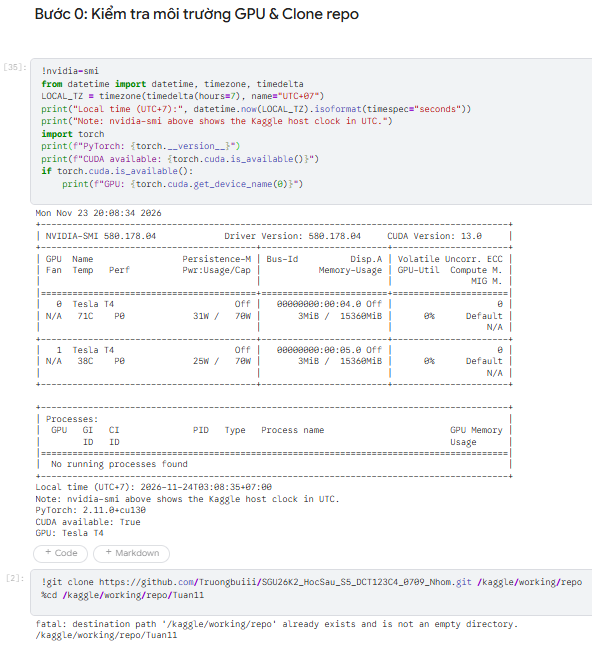 Bước 0: Kiểm tra môi trường GPU & Clone repo
[35]:
!nvidia-smi
from datetime import datetime, timezone, timedelta
LOCAL_TZ = timezone(timedelta(hours=7), name="UTC+07")
print("Local time (UTC+7):", datetime.now(LOCAL_TZ).isoformat(timespec="seconds"))
print("Note: nvidia-smi above shows the Kaggle host clock in UTC.")
import torch
print(f"PyTorch: {torch.__version__}")
print(f"CUDA available: {torch.cuda.is_available()}")
if torch.cuda.is_available():
    print(f"GPU: {torch.cuda.get_device_name(0)}")
Mon Nov 23 20:08:34 2026
+-----------------------------------------------------------------------------------------+
| NVIDIA-SMI 580.178.04             Driver Version: 580.178.04     CUDA Version: 13.0     |
+-----------------------------------------+------------------------+----------------------+
| GPU  Name                 Persistence-M | Bus-Id          Disp.A | Volatile Uncorr. ECC |
| Fan  Temp   Perf          Pwr:Usage/Cap |           Memory-Usage | GPU-Util  Compute M. |
|                                         |                        |               MIG M. |
|=========================================+========================+======================|
|   0  Tesla T4                       Off |   00000000:00:04.0 Off |                    0 |
| N/A   71C    P0              31W /  70W |       3MiB /  15360MiB |      0%      Default |
|                                         |                        |                  N/A |
+-----------------------------------------+------------------------+----------------------+
|   1  Tesla T4                       Off |   00000000:00:05.0 Off |                    0 |
| N/A   38C    P0              25W /  70W |       3MiB /  15360MiB |      0%      Default |
|                                         |                        |                  N/A |
+-----------------------------------------+------------------------+----------------------+
+-----------------------------------------------------------------------------------------+
| Processes:                                                                              |
|  GPU   GI   CI              PID   Type   Process name                        GPU Memory |
|        ID   ID                                                               Usage      |
|=========================================================================================|
|  No running processes found                                                             |
+-----------------------------------------------------------------------------------------+
Local time (UTC+7): 2026-11-24T03:08:35+07:00
Note: nvidia-smi above shows the Kaggle host clock in UTC.
PyTorch: 2.11.0+cu130
CUDA available: True
GPU: Tesla T4
+ Code
+ Markdown
[2]:
!git clone https://github.com/Truongbuiii/SGU26K2_HocSau_S5_DCT123C4_0709_Nhom.git /kaggle/working/repo
%cd /kaggle/working/repo/Tuan11
fatal: destination path '/kaggle/working/repo' already exists and is not an empty directory.
/kaggle/working/repo/Tuan11